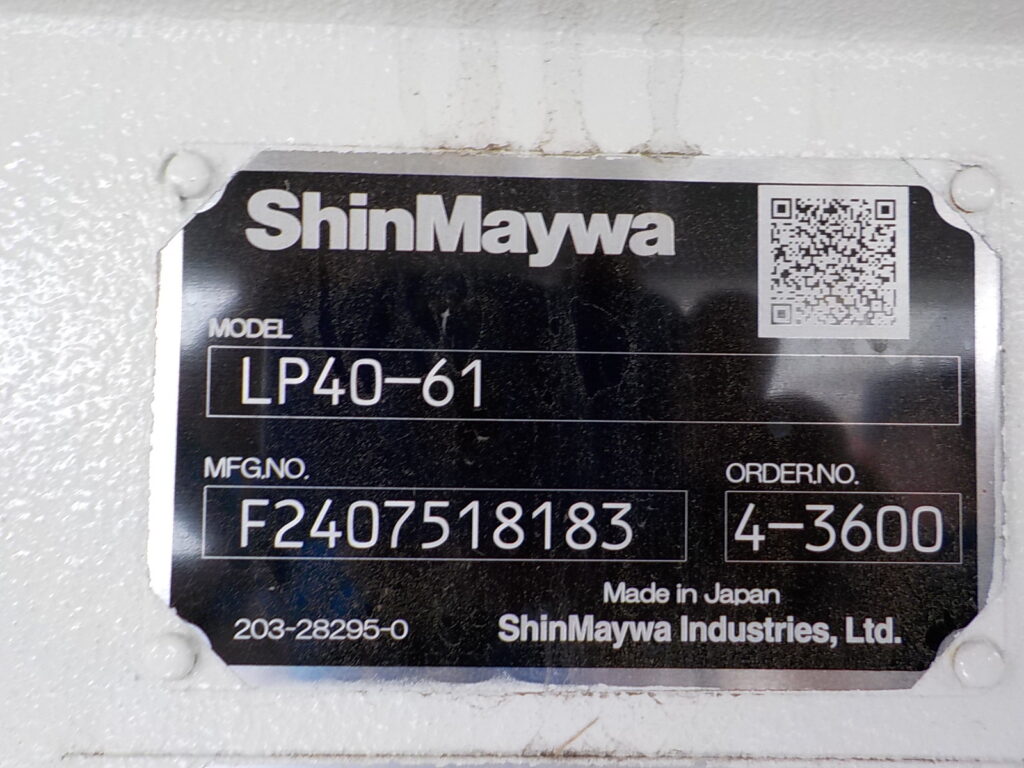 ShinMaywa
MODEL
LP40-61
MFG.NO.
F2407518183
ORDER.NO.
4-3600
Made in Japan
203-28295-0
ShinMaywa Industries, Ltd.